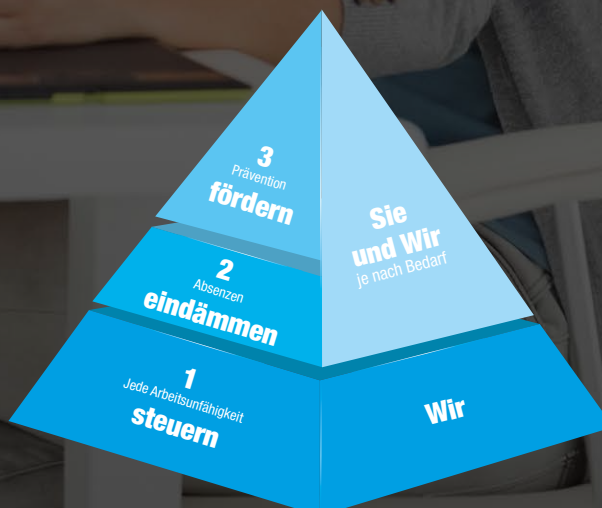 3
Prävention
fördern
2
Absenzen
eindämmen
1
Jede Arbeitsunfähigkeit
steuern
Sie
und Wir
je nach Bedarf
Wir